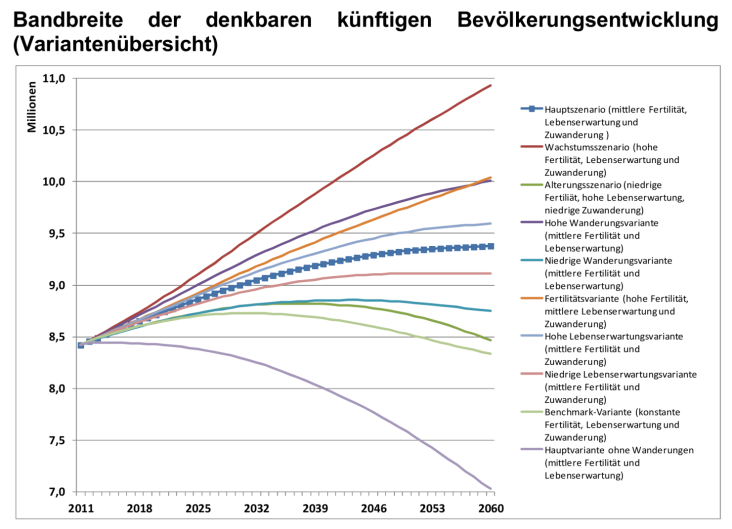 Bandbreite der denkbaren künftigen Bevölkerungsentwicklung
(Variantenübersicht)
Millionen
11,0
10,5
10,0
9,5
9,0
8,5
8,0
7,5
7,0
2011 2018 2025 2032 2039 2046 2053 2060
Hauptszenario (mittlere Fertilität,
Lebenserwartung und
Zuwanderung )
Wachstumsszenario (hohe
Fertilität, Lebenserwartung und
Zuwanderung)
Alterungsszenario (niedrige
Fertiliät, hohe Lebenserwartung,
niedrige Zuwanderung)
Hohe Wanderungsvariante
(mittlere Fertilität und
Lebenserwartung)
Niedrige Wanderungsvariante
(mittlere Fertilität und
Lebenserwartung)
Fertilitätsvariante (hohe Fertilität,
mittlere Lebenserwartung und
Zuwanderung)
Hohe Lebenserwartungsvariante
(mittlere Fertilität und
Zuwanderung)
Niedrige Lebenserwartungsvariante
(mittlere Fertilität und
Zuwanderung)
Benchmark-Variante (konstante
Fertilität, Lebenserwartung und
Zuwanderung)
Hauptvariante ohne Wanderungen
(mittlere Fertilität und
Lebenserwartung)